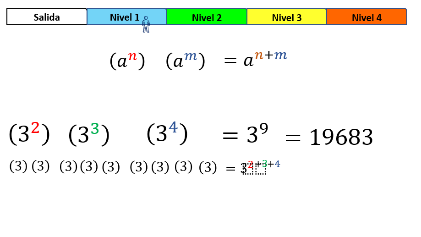 Salida Nivel 1 Nivel 2 Nivel 3 Nivel 4
(aⁿ) (aᵐ) = aⁿ⁺ᵐ
(3²) (3³) (3⁴) = 3⁹ = 19683
(3) (3) (3) (3) (3) (3) (3) (3) (3) = 3²⁺³⁺⁴